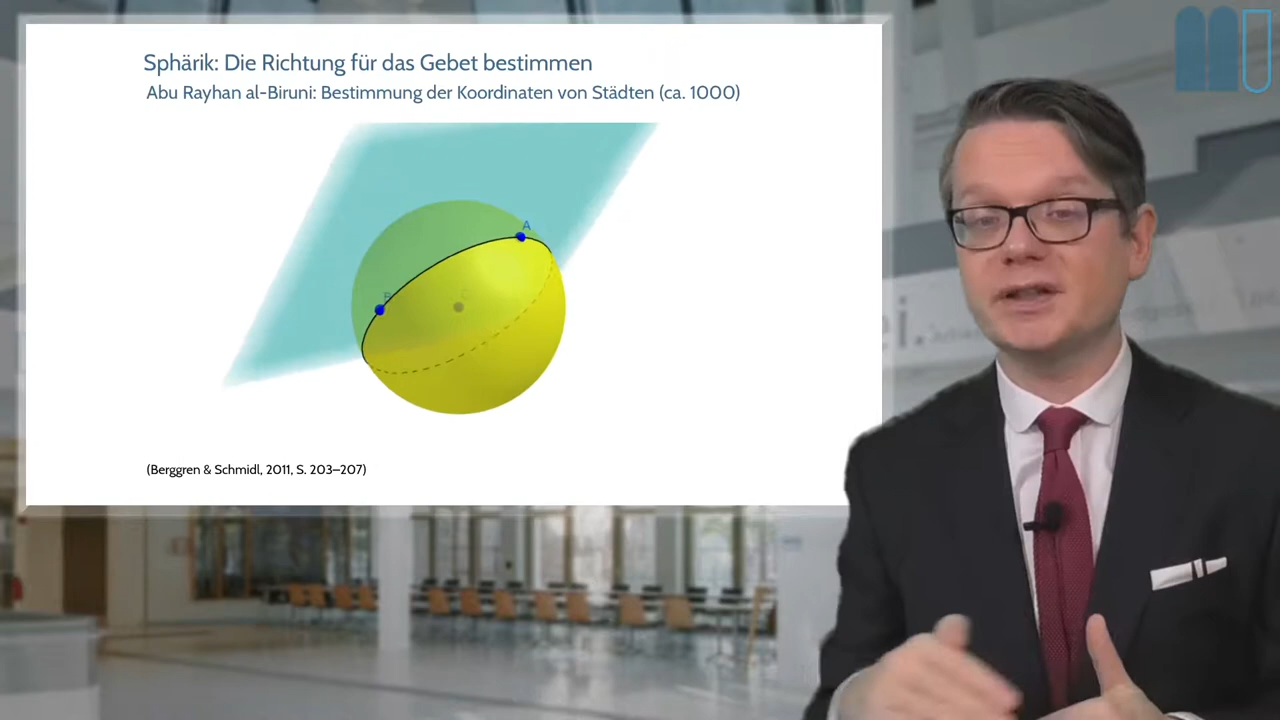 Sphärik: Die Richtung für das Gebet bestimmen
Abu Rayhan al-Biruni: Bestimmung der Koordinaten von Städten (ca. 1000)
A
B
(Berggren & Schmidl, 2011, S. 203–207)